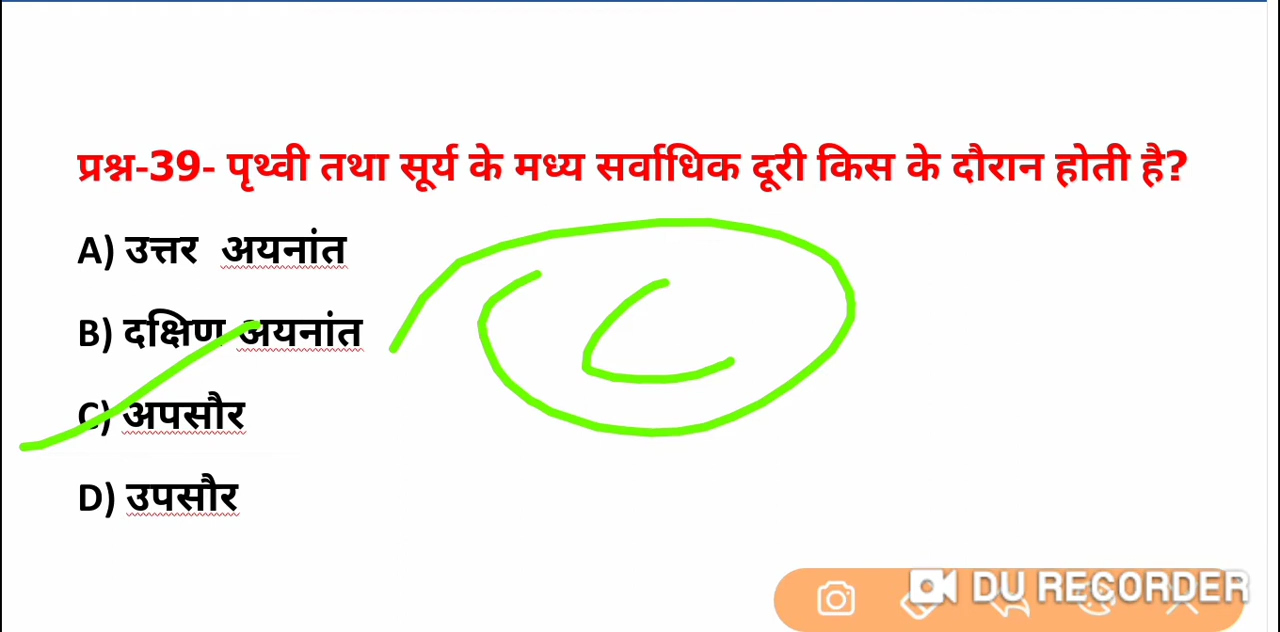 प्रश्न-39- पृथ्वी तथा सूर्य के मध्य सर्वाधिक दूरी किस के दौरान होती है?
A) उत्तर अयनांत
B) दक्षिण अयनांत
C) अपसौर
C
D) उपसौर
DU RECORDER